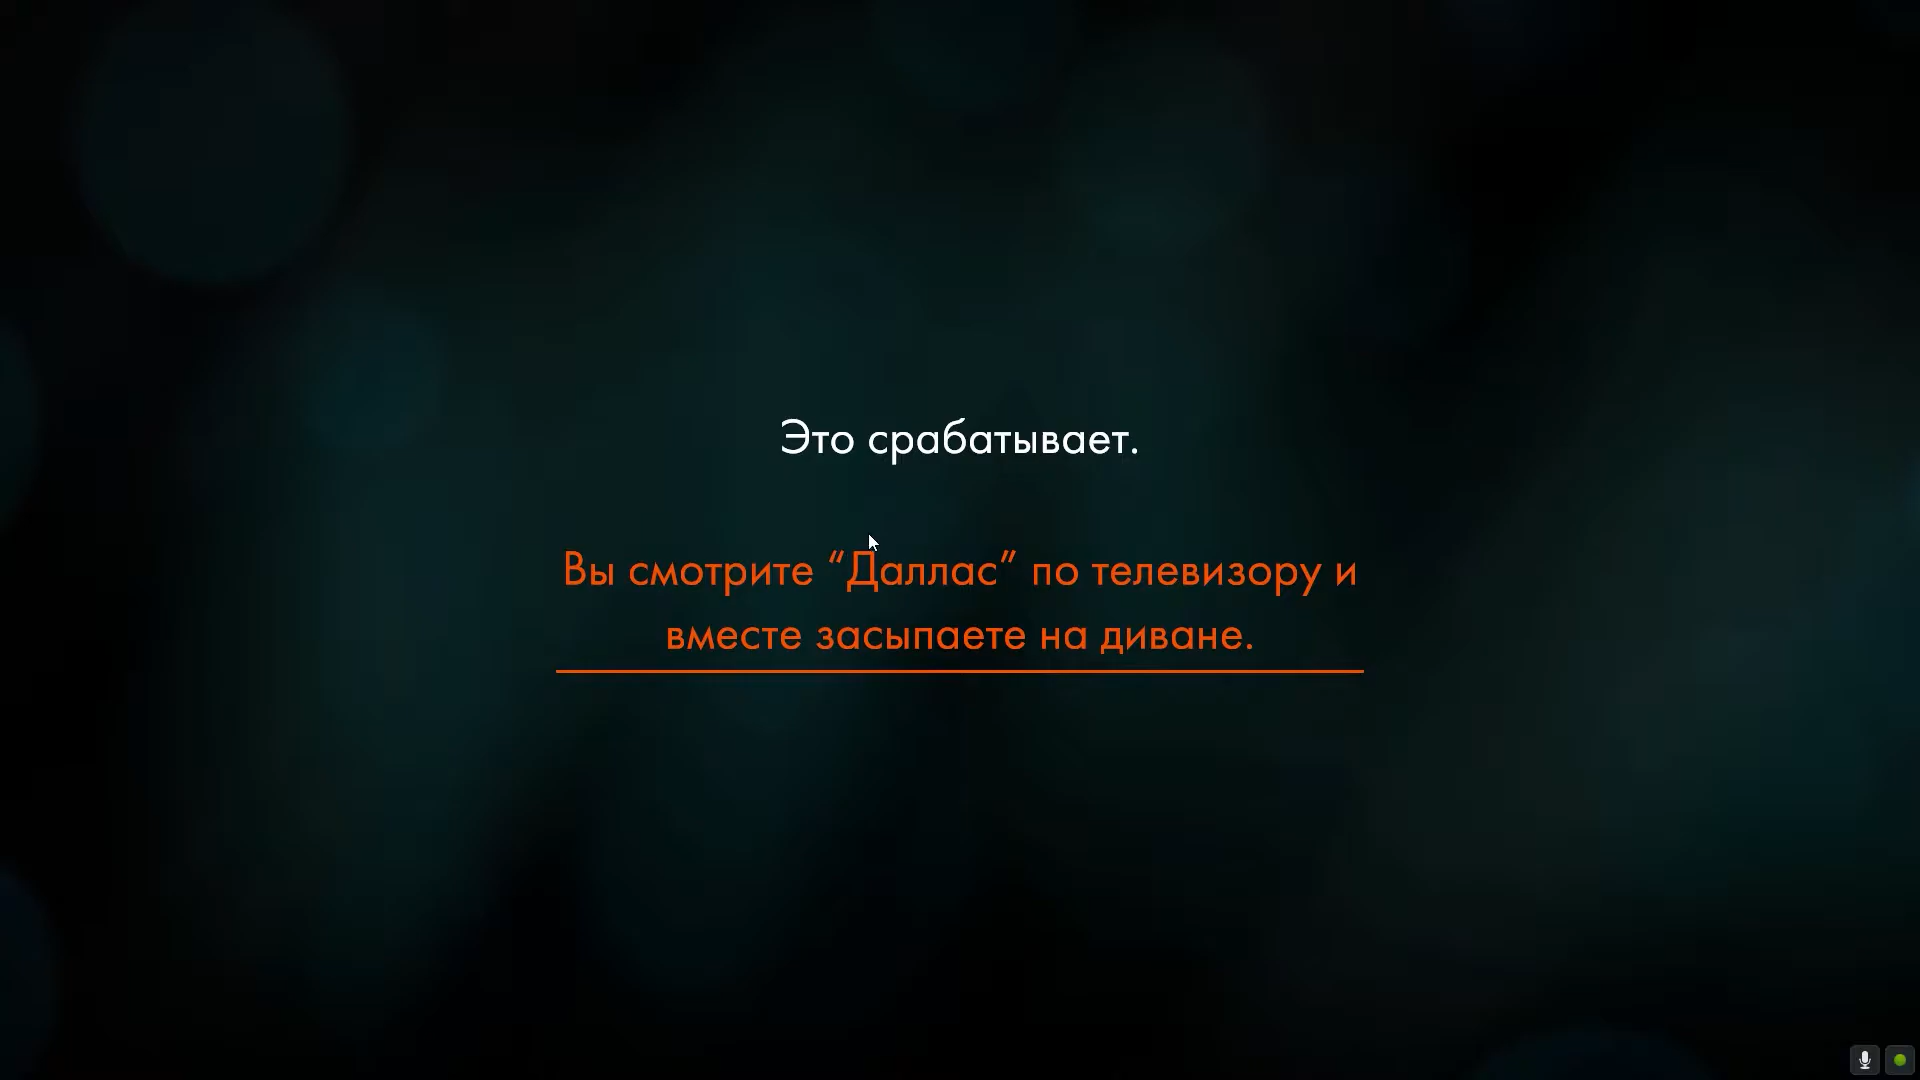 Это срабатывает.
Вы смотрите “Даллас” по телевизору и
вместе засыпаете на диване.